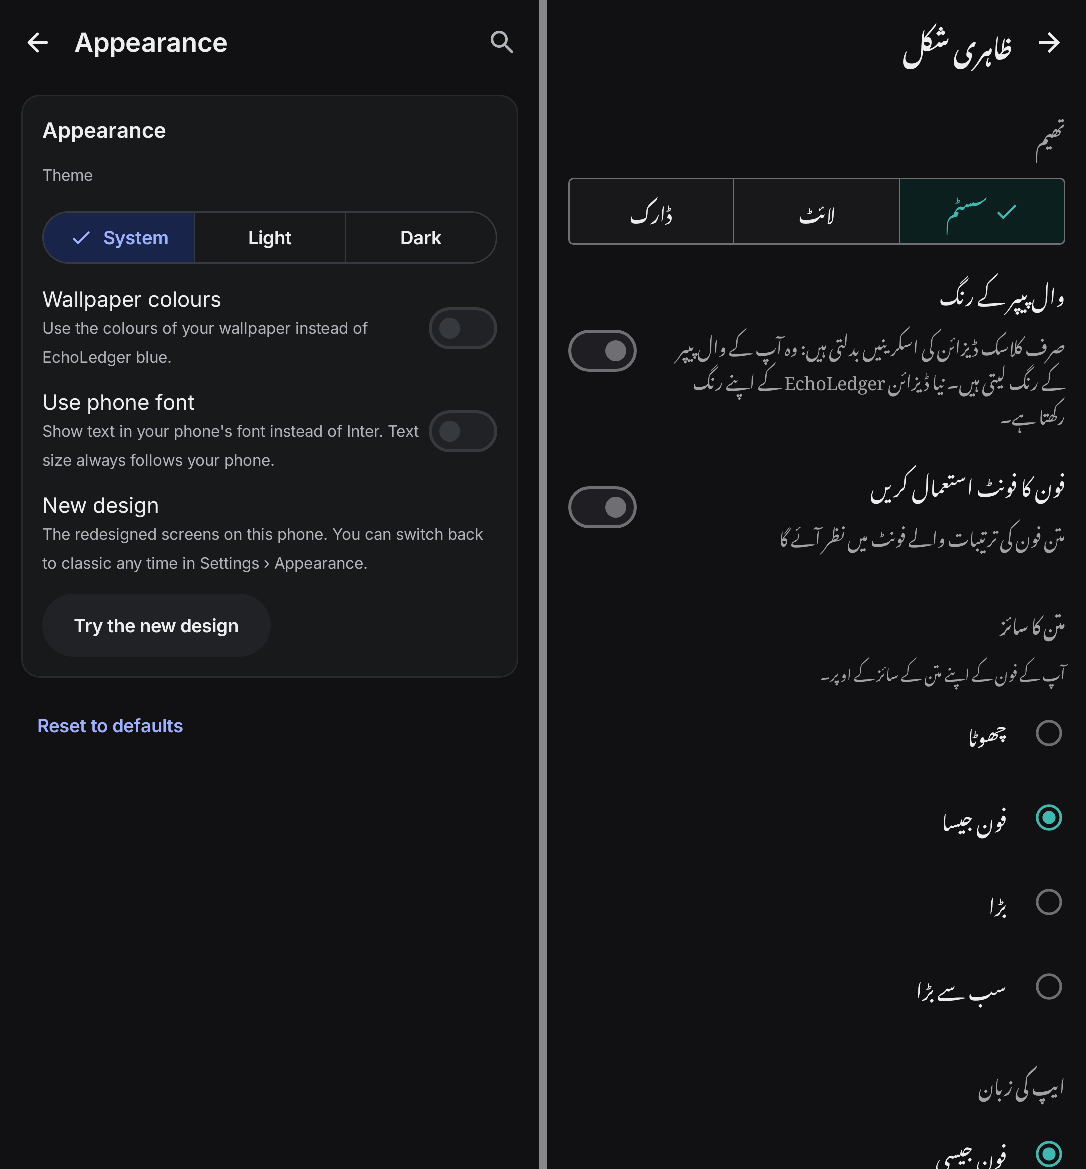 Appearance
Appearance
Theme
System
Light
Dark
Wallpaper colours
Use the colours of your wallpaper instead of
EchoLedger blue.
Use phone font
Show text in your phone's font instead of Inter. Text
size always follows your phone.
New design
The redesigned screens on this phone. You can switch back
to classic any time in Settings › Appearance.
Try the new design
Reset to defaults
ظاہری شکل
تھیم
سسٹم
لائٹ
ڈارک
وال پیپر کے رنگ
صرف کلاسک ڈیزائن کی اسکرینیں بدلتی ہیں: وہ آپ کے وال پیپر
کے رنگ لیتی ہیں۔ نیا ڈیزائن EchoLedger کے اپنے رنگ
رکھتا ہے۔
فون کا فونٹ استعمال کریں
متن فون کی ترتیبات والے فونٹ میں نظر آئے گا
متن کا سائز
آپ کے فون کے اپنے متن کے سائز کے اوپر۔
چھوٹا
فون جیسا
بڑا
سب سے بڑا
ایپ کی زبان
فون جیسی